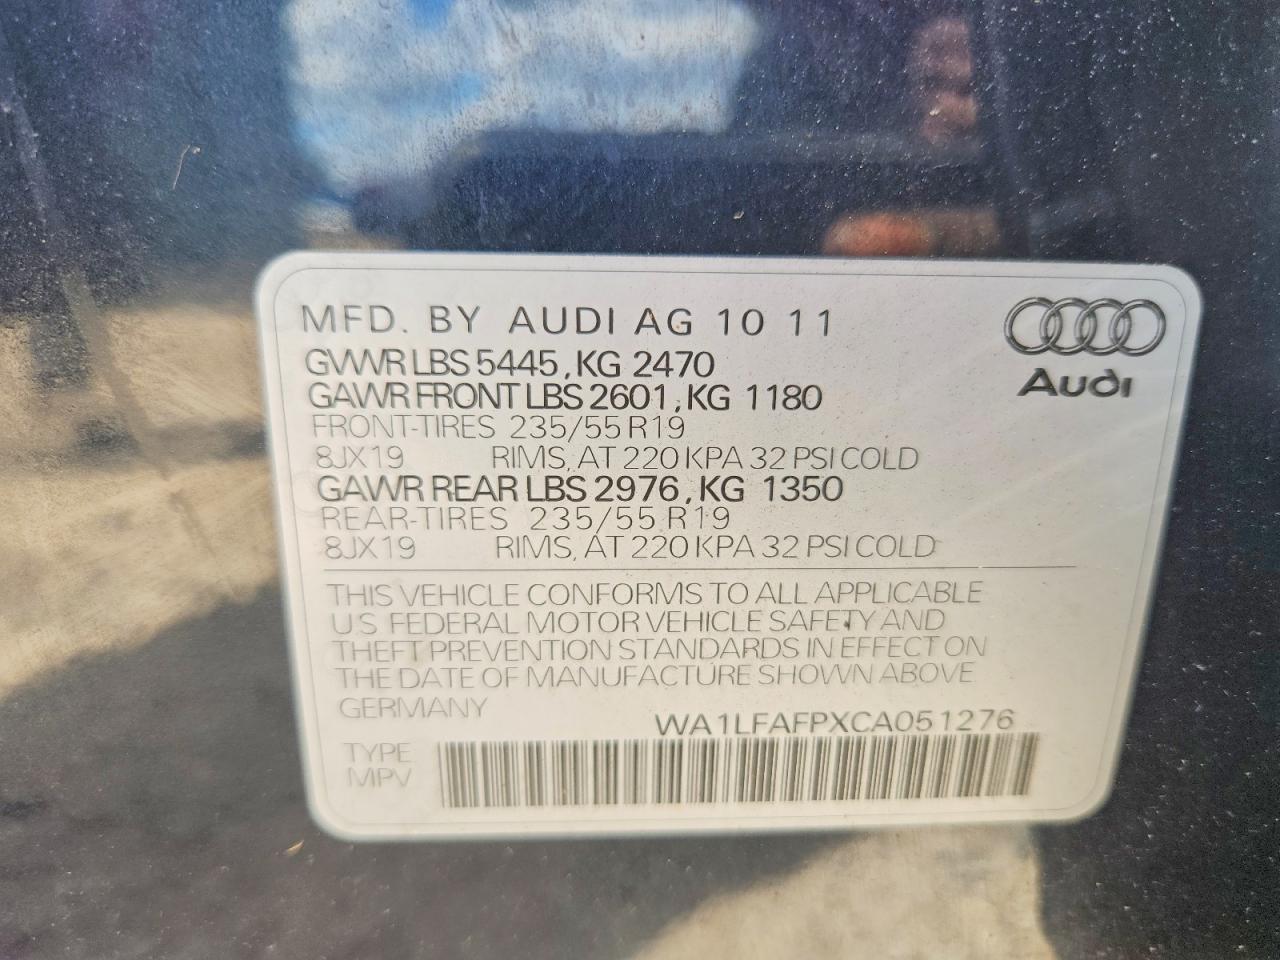 MFD. BY AUDI AG 10 11
GVWR LBS 5445, KG 2470
GAWR FRONT LBS 2601, KG 1180
FRONT-TIRES 235/55 R19
8JX19 RIMS, AT 220 KPA 32 PSI COLD
GAWR REAR LBS 2976, KG 1350
REAR-TIRES 235/55 R19
8JX19 RIMS, AT 220 KPA 32 PSI COLD
Audi
THIS VEHICLE CONFORMS TO ALL APPLICABLE
U.S. FEDERAL MOTOR VEHICLE SAFETY AND
THEFT PREVENTION STANDARDS IN EFFECT ON
THE DATE OF MANUFACTURE SHOWN ABOVE
GERMANY
WA1LFAFPXCA051276
TYPE
MPV